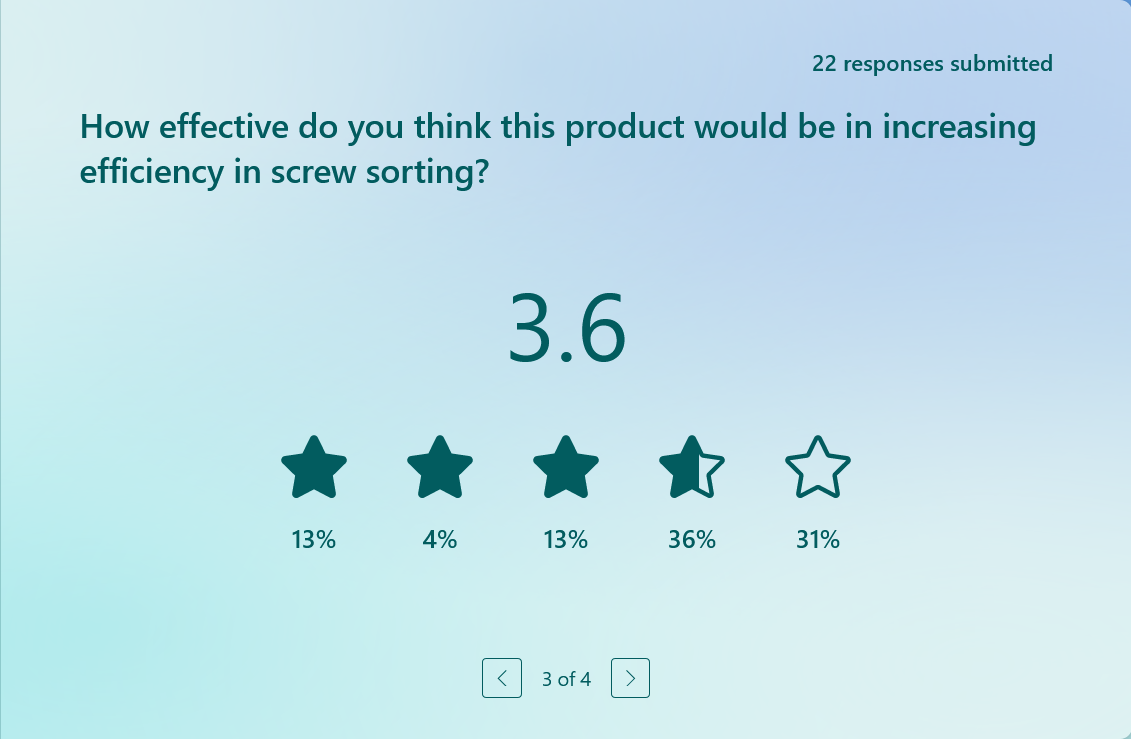 22 responses submitted
How effective do you think this product would be in increasing
efficiency in screw sorting?
3.6
13% 4% 13% 36% 31%
3 of 4